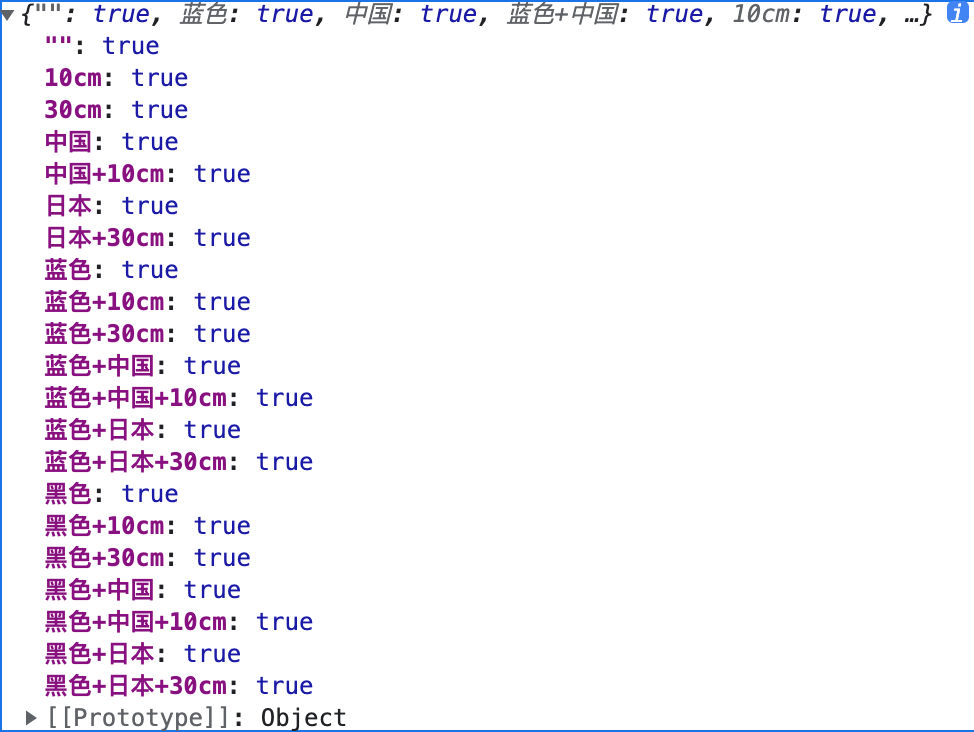 ▼{"": true, 蓝色: true, 中国: true, 蓝色+中国: true, 10cm: true, …} i
"": true
10cm: true
30cm: true
中国: true
中国+10cm: true
日本: true
日本+30cm: true
蓝色: true
蓝色+10cm: true
蓝色+30cm: true
蓝色+中国: true
蓝色+中国+10cm: true
蓝色+日本: true
蓝色+日本+30cm: true
黑色: true
黑色+10cm: true
黑色+30cm: true
黑色+中国: true
黑色+中国+10cm: true
黑色+日本: true
黑色+日本+30cm: true
▶[[Prototype]]: Object